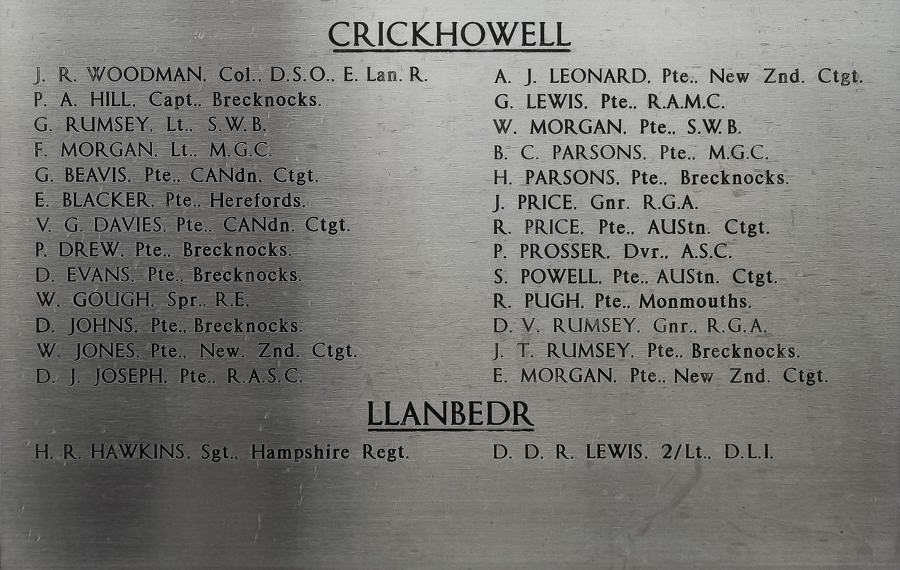 CRICKHOWELL
J. R. WOODMAN. Col.. D.S.O.. E. Lan. R.
P. A. HILL, Capt.. Brecknocks.
G. RUMSEY, Lt.. S.W.B.
F. MORGAN. Lt.. M.G.C.
G. BEAVIS. Pte.. CANdn. Ctgt.
E. BLACKER. Pte.. Herefords.
V. G. DAVIES, Pte.. CANdn. Ctgt.
P. DREW. Pte.. Brecknocks.
D. EVANS. Pte.. Brecknocks.
W. GOUGH. Spr.. R.E.
D. JOHNS. Pte.. Brecknocks.
W. JONES. Pte.. New. Znd. Ctgt.
D. J. JOSEPH. Pte.. R.A.S.C.
A. J. LEONARD. Pte.. New Znd. Ctgt.
G. LEWIS. Pte.. R.A.M.C.
W. MORGAN. Pte.. S.W.B.
B. C. PARSONS. Pte.. M.G.C.
H. PARSONS. Pte.. Brecknocks.
J. PRICE. Gnr. R.G.A.
R. PRICE. Pte.. AUStn. Ctgt.
P. PROSSER. Dvr.. A.S.C.
S. POWELL. Pte.. AUStn. Ctgt.
R. PUGH. Pte.. Monmouths.
D. V. RUMSEY. Gnr.. R.G.A.
J. T. RUMSEY. Pte.. Brecknocks.
E. MORGAN. Pte.. New Znd. Ctgt.
LLANBEDR
H. R. HAWKINS. Sgt.. Hampshire Regt.
D. D. R. LEWIS. 2/Lt.. D.L.I.